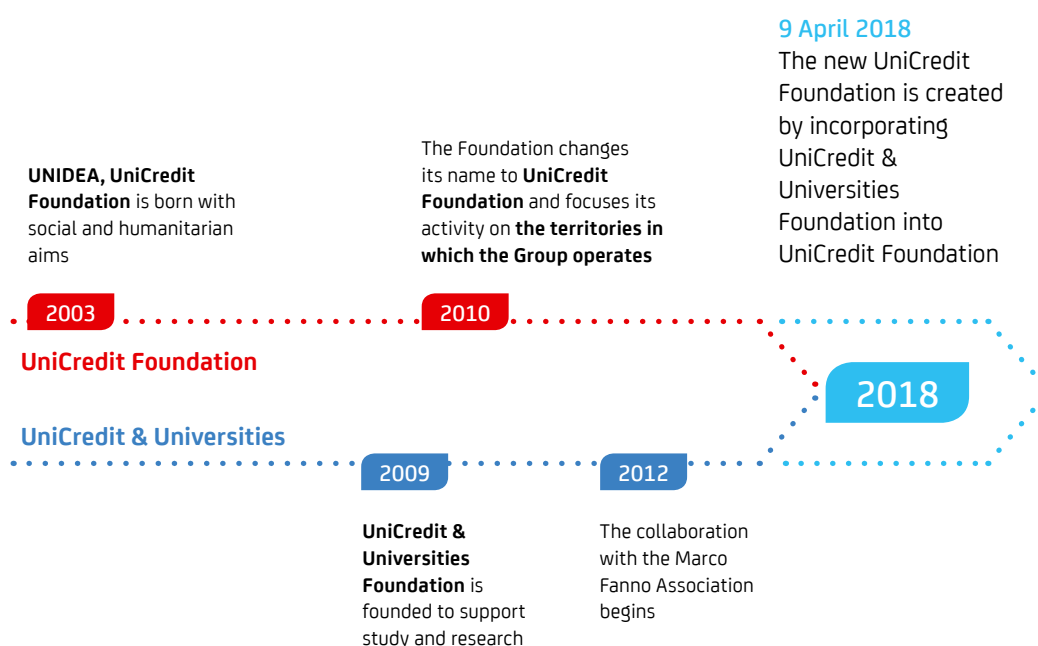 9 April 2018
The new UniCredit
Foundation is created
by incorporating
UniCredit &
Universities
Foundation into
UniCredit Foundation
UNIDEA, UniCredit
Foundation is born with
social and humanitarian
aims
The Foundation changes
its name to UniCredit
Foundation and focuses its
activity on the territories in
which the Group operates
2003
2010
UniCredit Foundation
2018
UniCredit & Universities
2009
2012
UniCredit &
Universities
Foundation is
founded to support
study and research
The collaboration
with the Marco
Fanno Association
begins